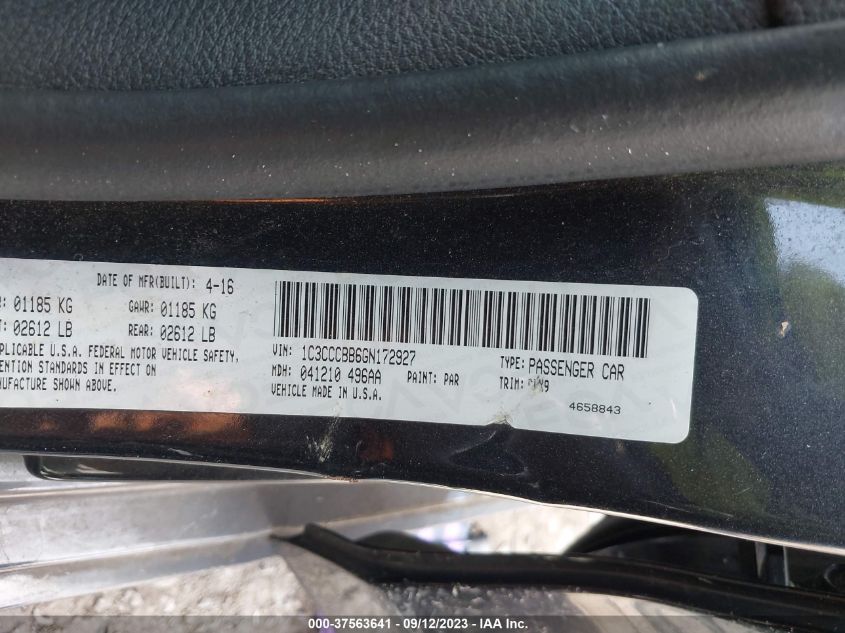 DATE OF MFR(BUILT): 4-16
01185 KG GAWR: 01185 KG
02612 LB REAR: 02612 LB
PLICABLE U.S.A. FEDERAL MOTOR VEHICLE SAFETY,
ENTION STANDARDS IN EFFECT ON
NUFACTURE SHOWN ABOVE.
VIN: 1C3CCCBB6GN172927 TYPE: PASSENGER CAR
MDH: 041210 496AA PAINT: PAR TRIM:
VEHICLE MADE IN U.S.A. 4658843
000-37563641 - 09/12/2023 - IAA Inc.